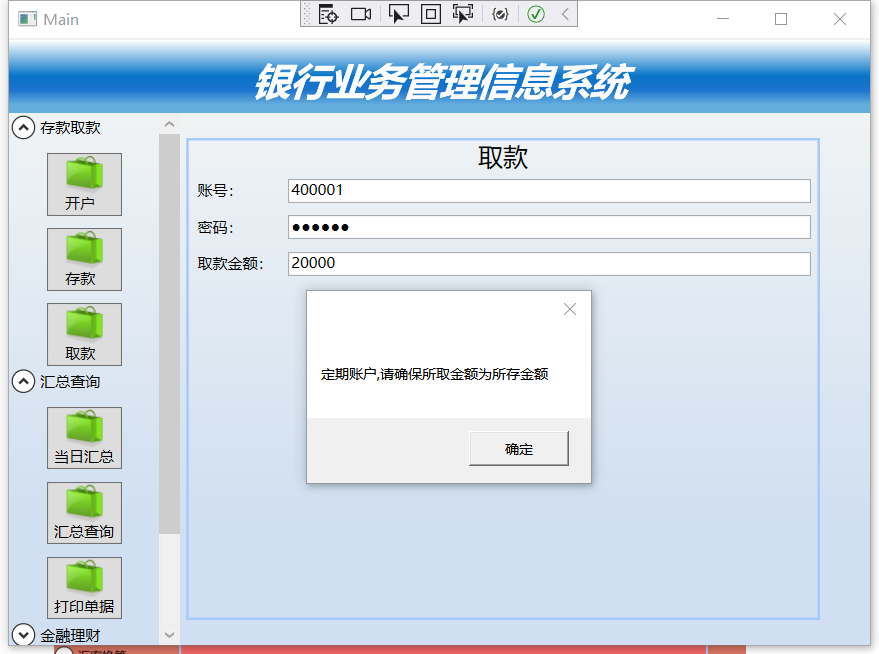 Main
银行业务管理信息系统
存款取款
开户
存款
取款
汇总查询
当日汇总
汇总查询
打印单据
金融理财
取款
账号：
400001
密码：
●●●●●●
取款金额：
20000
定期账户,请确保所取金额为所存金额
确定